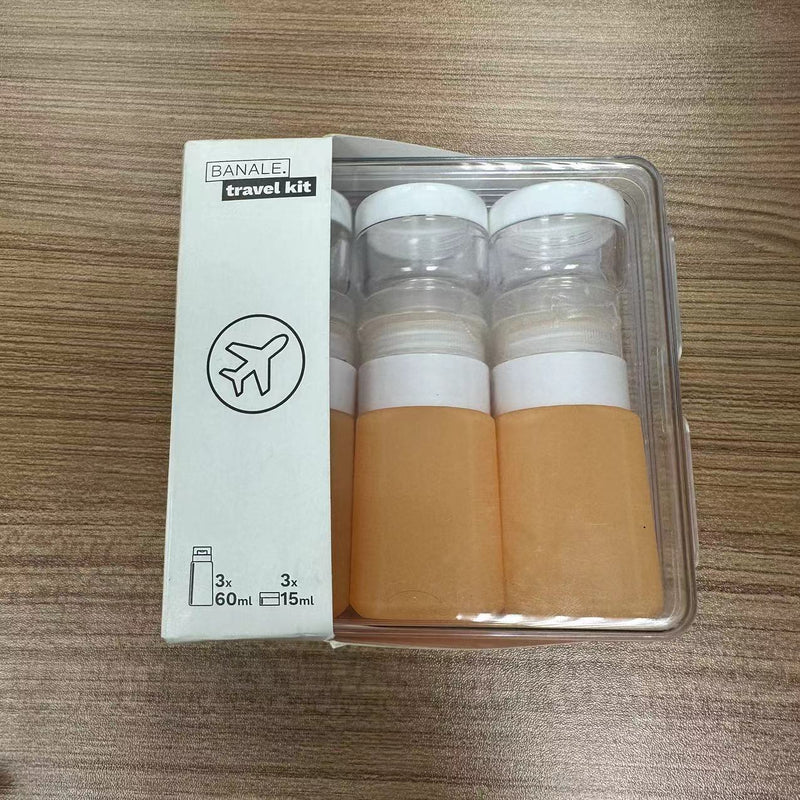 BANALE.
travel kit
3x 3x
60ml 15ml